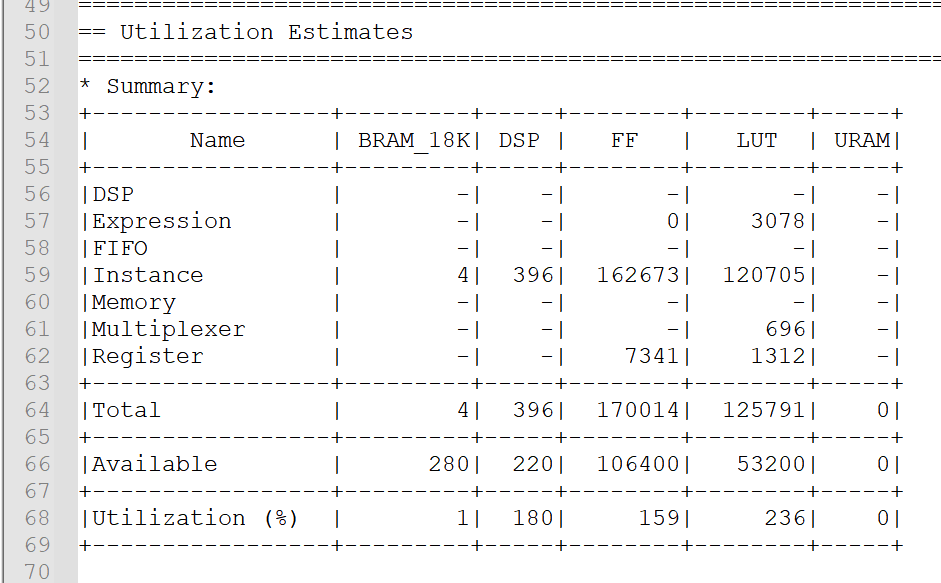 49 ==============================================================
50 == Utilization Estimates
51 ==============================================================
52 * Summary:
53 +-----------------+---------+-----+--------+--------+-----+
54 |       Name      | BRAM_18K| DSP |   FF   |   LUT  | URAM|
55 +-----------------+---------+-----+--------+--------+-----+
56 |DSP              |        -|    -|       -|       -|    -|
57 |Expression       |        -|    -|       0|    3078|    -|
58 |FIFO             |        -|    -|       -|       -|    -|
59 |Instance         |        4|  396|  162673|  120705|    -|
60 |Memory           |        -|    -|       -|       -|    -|
61 |Multiplexer      |        -|    -|       -|     696|    -|
62 |Register         |        -|    -|    7341|    1312|    -|
63 +-----------------+---------+-----+--------+--------+-----+
64 |Total            |        4|  396|  170014|  125791|    0|
65 +-----------------+---------+-----+--------+--------+-----+
66 |Available        |      280|  220|  106400|   53200|    0|
67 +-----------------+---------+-----+--------+--------+-----+
68 |Utilization (%)  |        1|  180|     159|     236|    0|
69 +-----------------+---------+-----+--------+--------+-----+
70